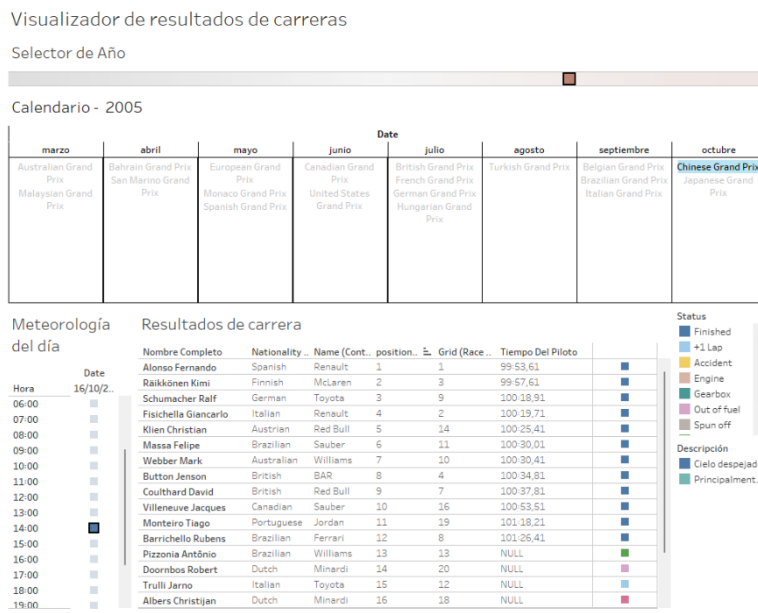 Visualizador de resultados de carreras
Selector de Año
Calendario - 2005
Date
marzo abril mayo junio julio agosto septiembre octubre
Australian Grand Prix
Malaysian Grand Prix
Bahrain Grand Prix
San Marino Grand Prix
European Grand Prix
Monaco Grand Prix
Spanish Grand Prix
Canadian Grand Prix
United States Grand Prix
British Grand Prix
French Grand Prix
German Grand Prix
Hungarian Grand Prix
Turkish Grand Prix
Belgian Grand Prix
Brazilian Grand Prix
Italian Grand Prix
Chinese Grand Prix
Japanese Grand Prix
Meteorología del día
Date
Hora 16/10/2..
06:00
07:00
08:00
09:00
10:00
11:00
12:00
13:00
14:00
15:00
16:00
17:00
18:00
19:00
Resultados de carrera
Nombre Completo Nationality .. Name (Cont.. position.. Grid (Race .. Tiempo Del Piloto
Alonso Fernando Spanish Renault 1 1 99:53,61
Räikkönen Kimi Finnish McLaren 2 3 99:57,61
Schumacher Ralf German Toyota 3 9 100:18,91
Fisichella Giancarlo Italian Renault 4 2 100:19,71
Klien Christian Austrian Red Bull 5 14 100:25,41
Massa Felipe Brazilian Sauber 6 11 100:30,01
Webber Mark Australian Williams 7 10 100:30,41
Button Jenson British BAR 8 4 100:34,81
Coulthard David British Red Bull 9 7 100:37,81
Villeneuve Jacques Canadian Sauber 10 16 100:53,51
Monteiro Tiago Portuguese Jordan 11 19 101:18,21
Barrichello Rubens Brazilian Ferrari 12 8 101:26,41
Pizzonia Antônio Brazilian Williams 13 13 NULL
Doornbos Robert Dutch Minardi 14 20 NULL
Trulli Jarno Italian Toyota 15 12 NULL
Albers Christijan Dutch Minardi 16 18 NULL
Status
Finished
+1 Lap
Accident
Engine
Gearbox
Out of fuel
Spun off
Descripción
Cielo despejad
Principalment.